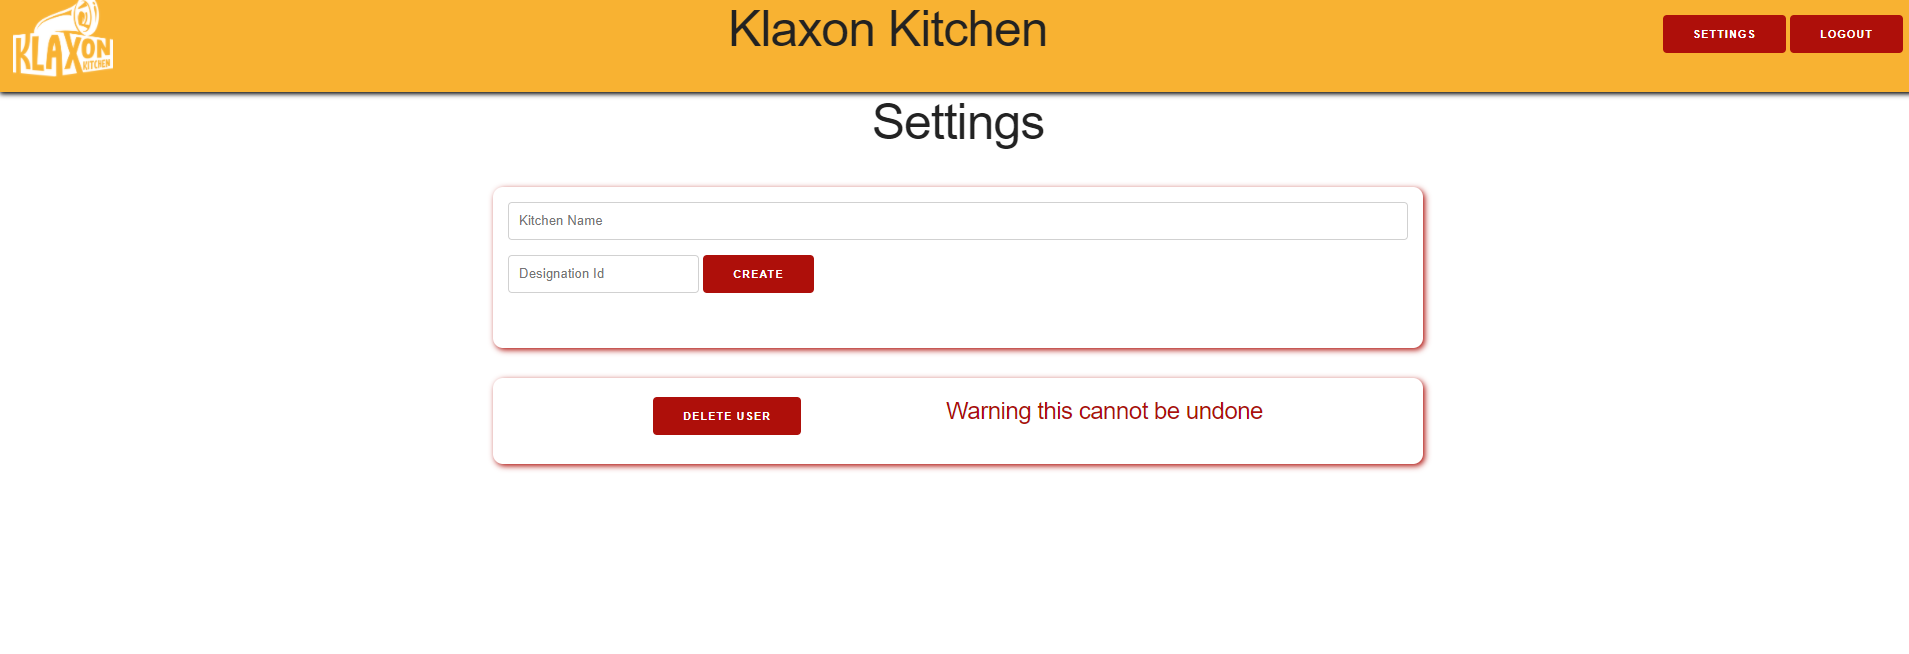 KLAXON
KITCHEN
Klaxon Kitchen
SETTINGS
LOGOUT
Settings
Kitchen Name
Designation Id
CREATE
DELETE USER
Warning this cannot be undone